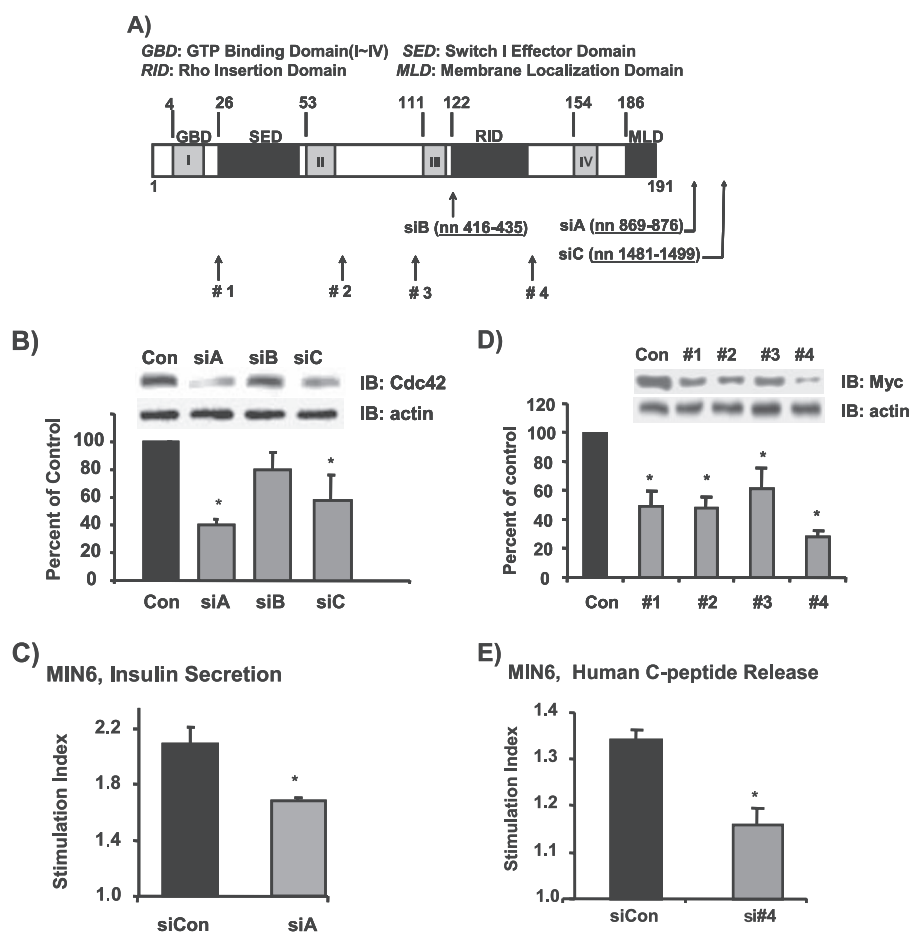 A)
GBD: GTP Binding Domain(I~IV) SED: Switch I Effector Domain
RID: Rho Insertion Domain MLD: Membrane Localization Domain
4 26 53 111 122 154 186
GBD SED RID MLD
I II III IV
1 191
siB (nn 416-435) siA (nn 869-876)
siC (nn 1481-1499)
# 1 # 2 # 3 # 4
B)
Con siA siB siC
IB: Cdc42
IB: actin
Percent of Control
100
80
60
40
20
0
Con siA siB siC
* *
D)
Con #1 #2 #3 #4
IB: Myc
IB: actin
Percent of control
120
100
80
60
40
20
0
* * * *
Con #1 #2 #3 #4
C)
MIN6, Insulin Secretion
Stimulation Index
2.2
1.8
1.4
1.0
*
siCon siA
E)
MIN6, Human C-peptide Release
Stimulation Index
1.4
1.3
1.2
1.1
1.0
*
siCon si#4